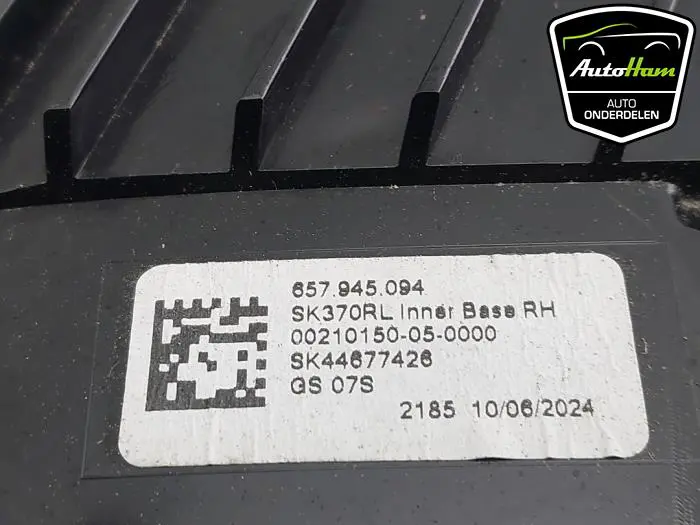 AutoHam
AUTO
ONDERDELEN
657.945.094
SK370RL Inner Base RH
00210150-05-0000
SK44677426
GS 07S
2185 10/06/2024